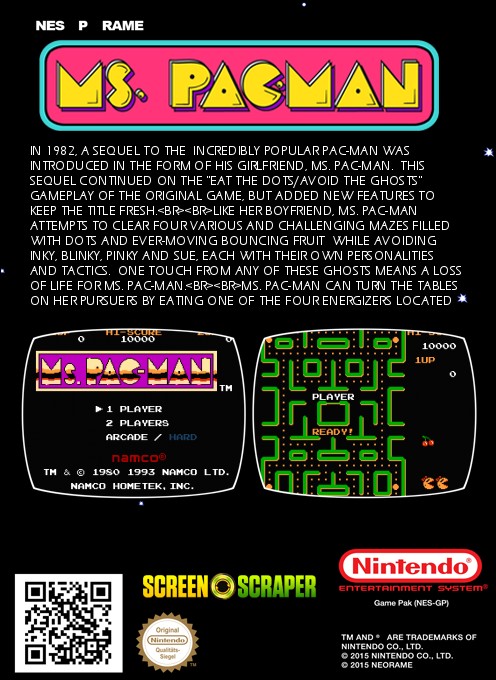 NES P RAME
MS. PAC-MAN
IN 1982, A SEQUEL TO THE INCREDIBLY POPULAR PAC-MAN WAS
INTRODUCED IN THE FORM OF HIS GIRLFRIEND, MS. PAC-MAN. THIS
SEQUEL CONTINUED ON THE "EAT THE DOTS/AVOID THE GHOSTS"
GAMEPLAY OF THE ORIGINAL GAME, BUT ADDED NEW FEATURES TO
KEEP THE TITLE FRESH.<BR><BR>LIKE HER BOYFRIEND, MS. PAC-MAN
ATTEMPTS TO CLEAR FOUR VARIOUS AND CHALLENGING MAZES FILLED
WITH DOTS AND EVER-MOVING BOUNCING FRUIT WHILE AVOIDING
INKY, BLINKY, PINKY AND SUE, EACH WITH THEIR OWN PERSONALITIES
AND TACTICS. ONE TOUCH FROM ANY OF THESE GHOSTS MEANS A LOSS
OF LIFE FOR MS. PAC-MAN.<BR><BR>MS. PAC-MAN CAN TURN THE TABLES
ON HER PURSUERS BY EATING ONE OF THE FOUR ENERGIZERS LOCATED
HI-SCORE
0 10000 0
MS. PAC-MAN TM
1 PLAYER
2 PLAYERS
ARCADE / HARD
namco®
TM & © 1980 1993 NAMCO LTD.
NAMCO HOMETEK, INC.
10000
1UP
0
PLAYER
READY!
SCREEN SCRAPER
Original
Nintendo
Qualitäts-
Siegel
TM
Nintendo®
ENTERTAINMENT SYSTEM®
Game Pak (NES-GP)
TM AND ® ARE TRADEMARKS OF
NINTENDO CO., LTD.
© 2015 NINTENDO CO., LTD.
© 2015 NEORAME